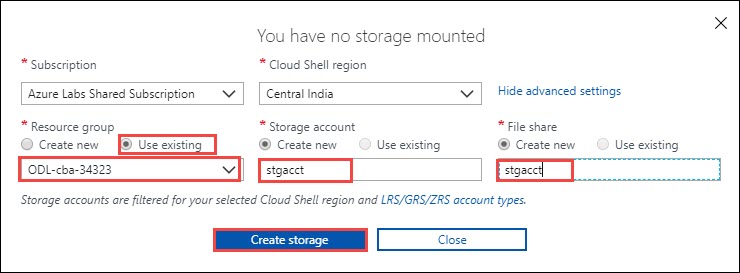 You have no storage mounted
* Subscription
* Cloud Shell region
Azure Labs Shared Subscription
Central India
Hide advanced settings
* Resource group
* Storage account
* File share
Create new Use existing
Create new Use existing
Create new Use existing
ODL-cba-34323
stgacct
stgacct
Storage accounts are filtered for your selected Cloud Shell region and LRS/GRS/ZRS account types.
Create storage
Close